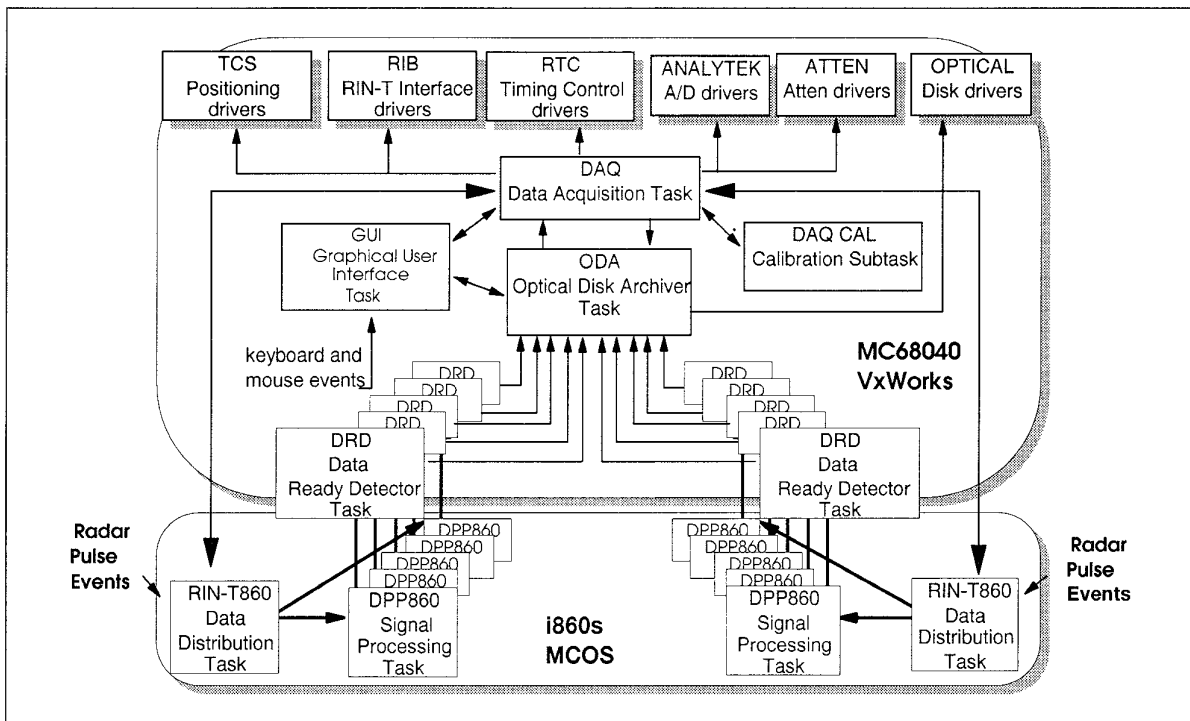 TCS
Positioning
drivers
RIB
RIN-T Interface
drivers
RTC
Timing Control
drivers
ANALYTEK
A/D drivers
ATTEN
Atten drivers
OPTICAL
Disk drivers
DAQ
Data Acquisition Task
GUI
Graphical User
Interface
Task
DAQ CAL
Calibration Subtask
ODA
Optical Disk Archiver
Task
keyboard and
mouse events
MC68040
VxWorks
DRD
DRD
DRD
DRD
DRD
Data
Ready Detector
Task
DRD
DRD
DRD
DRD
DRD
Data
Ready Detector
Task
Radar
Pulse
Events
RIN-T860
Data
Distribution
Task
DPP860
DPP860
DPP860
DPP860
DPP860
Signal
Processing
Task
i860s
MCOS
DPP860
DPP860
DPP860
DPP860
DPP860
Signal
Processing
Task
RIN-T860
Data
Distribution
Task
Radar
Pulse
Events